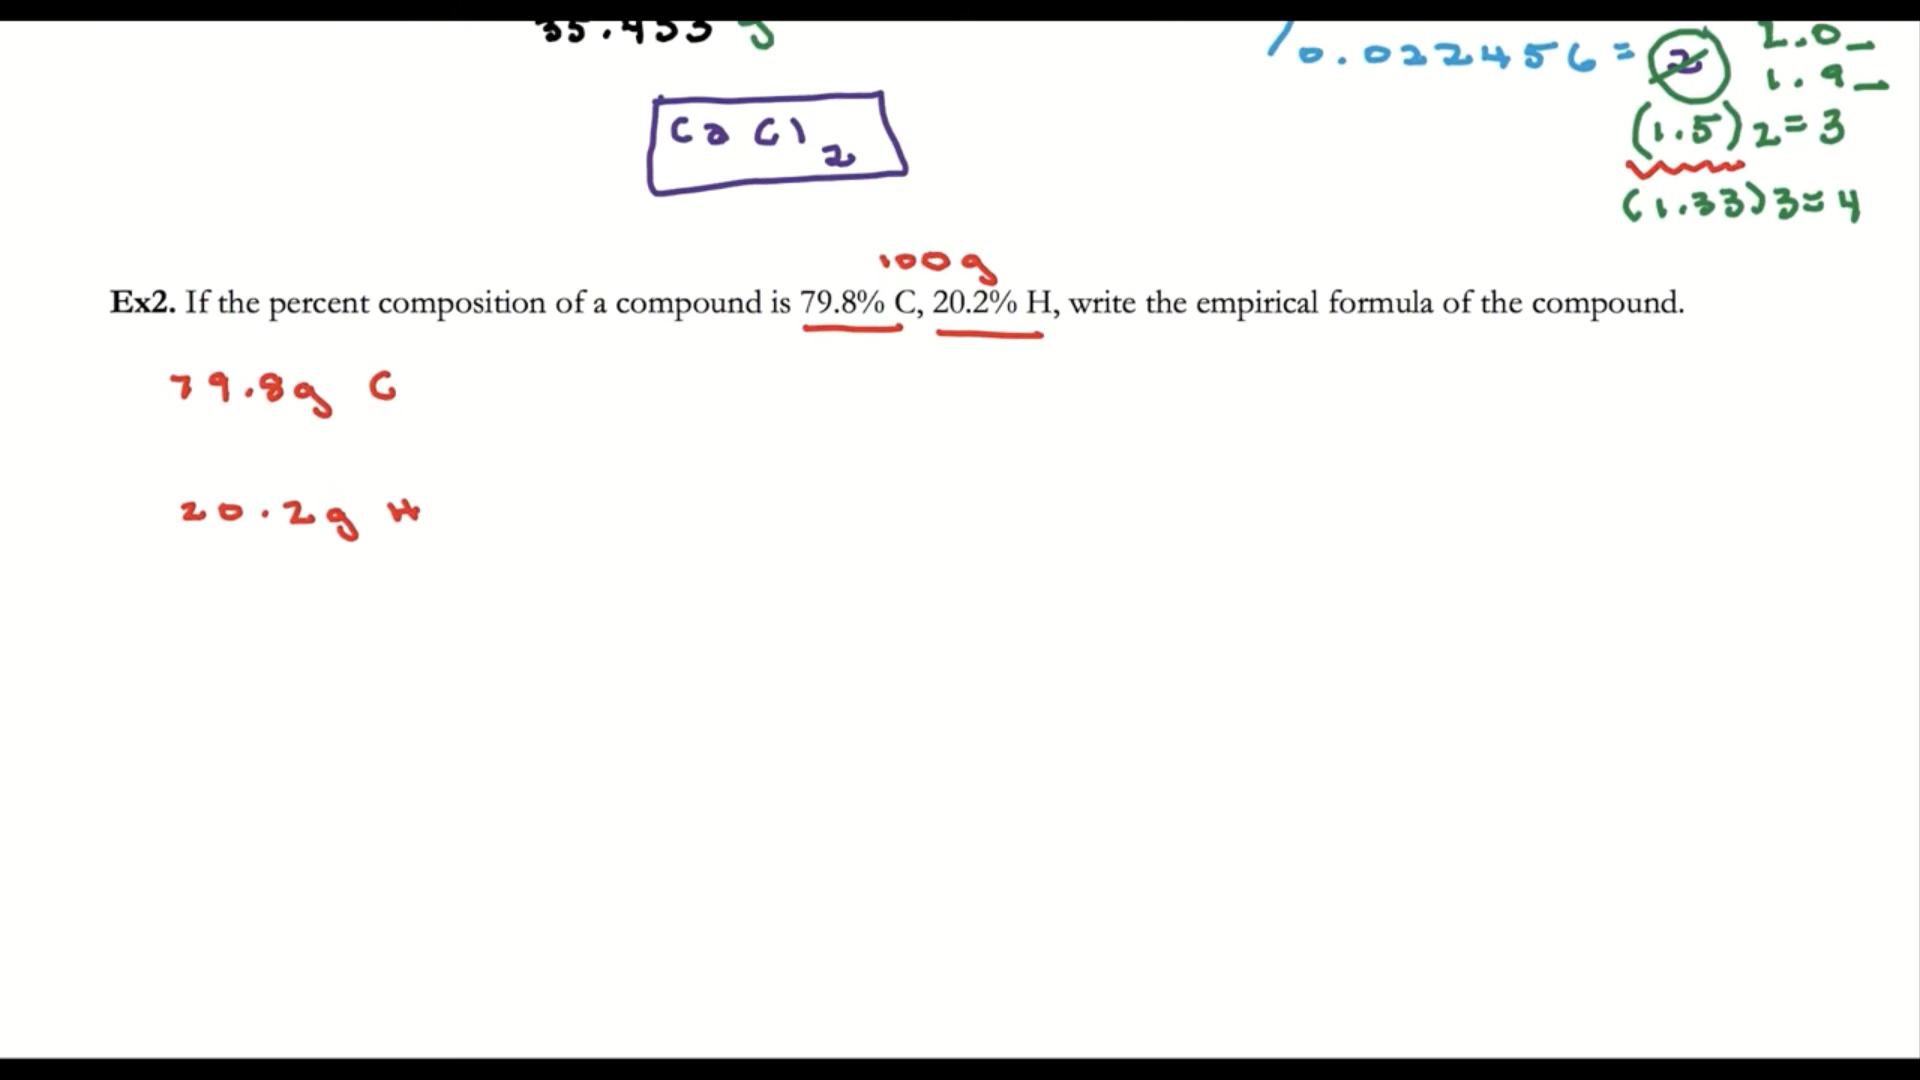 35.453 g
/0.022456 = 2
2.0_
1.9_
CaCl2
(1.5)2=3
(1.33)3≈4
100g
Ex2. If the percent composition of a compound is 79.8% C, 20.2% H, write the empirical formula of the compound.
79.8g C
20.2g H